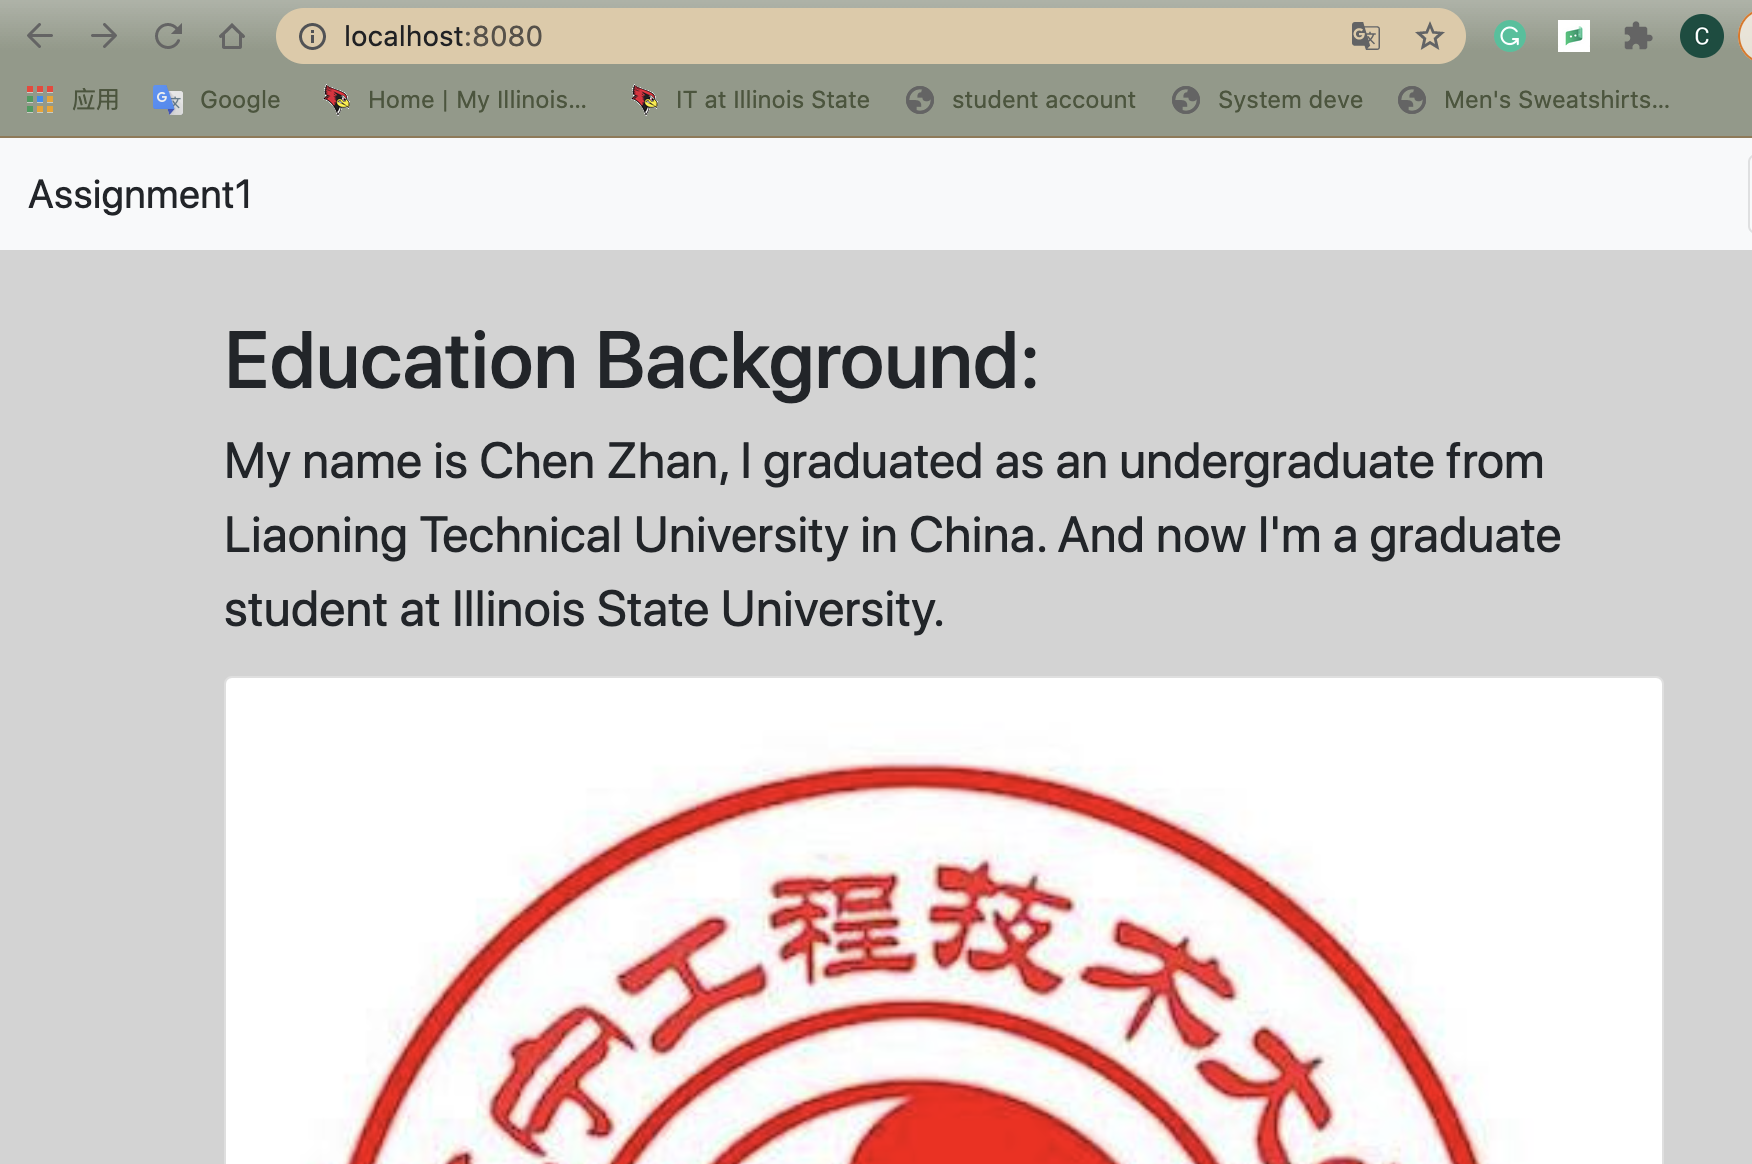 localhost:8080
应用
Google
Home | My Illinois...
IT at Illinois State
student account
System deve
Men's Sweatshirts...
C
Assignment1
Education Background:
My name is Chen Zhan, I graduated as an undergraduate from
Liaoning Technical University in China. And now I'm a graduate
student at Illinois State University.
宁工程技术大